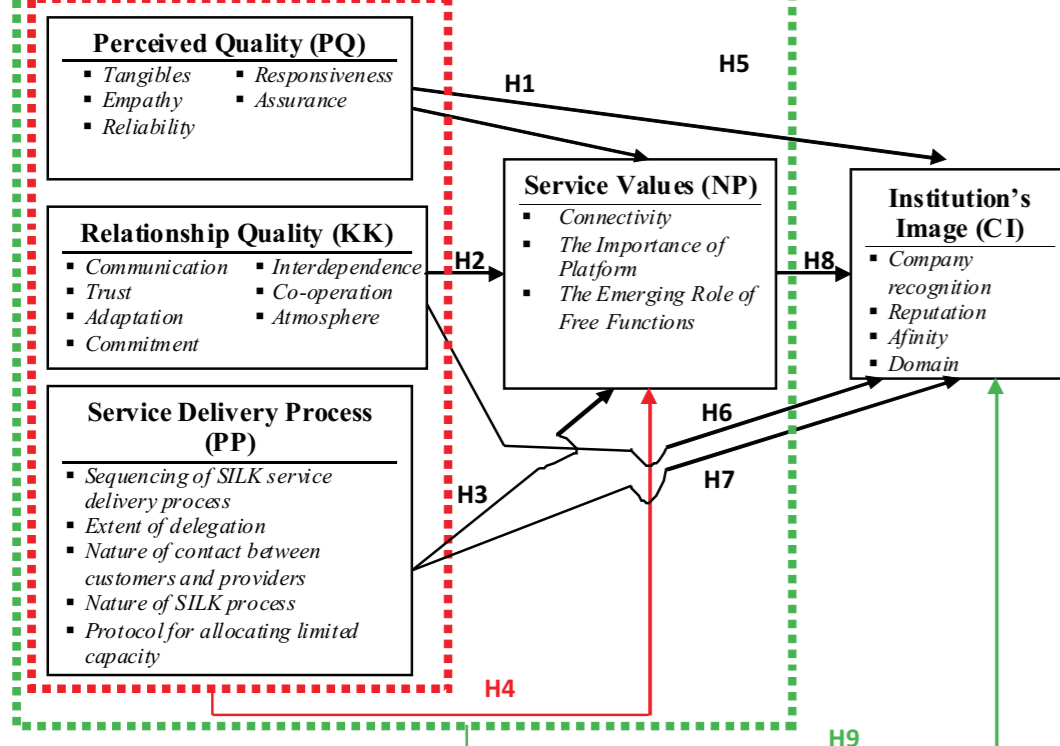 Perceived Quality (PQ)
▪ Tangibles
▪ Empathy
▪ Reliability
▪ Responsiveness
▪ Assurance
H1
H5
Relationship Quality (KK)
▪ Communication
▪ Trust
▪ Adaptation
▪ Commitment
▪ Interdependence
▪ Co-operation
▪ Atmosphere
H2
Service Values (NP)
▪ Connectivity
▪ The Importance of
Platform
▪ The Emerging Role of
Free Functions
H8
Institution's
Image (CI)
▪ Company
recognition
▪ Reputation
▪ Afinity
▪ Domain
Service Delivery Process
(PP)
▪ Sequencing of SILK service
delivery process
▪ Extent of delegation
▪ Nature of contact between
customers and providers
▪ Nature of SILK process
▪ Protocol for allocating limited
capacity
H3
H6
H7
H4
H9